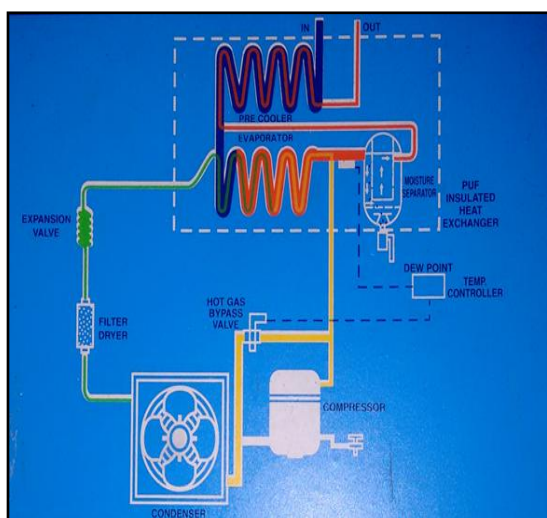 IN
OUT
PRE COOLER
EVAPORATOR
MOISTURE
SEPARATOR
PUF
INSULATED
HEAT
EXCHANGER
EXPANSION
VALVE
DEW POINT
TEMP.
CONTROLLER
HOT GAS
BYPASS
VALVE
FILTER
DRYER
COMPRESSOR
CONDENSER